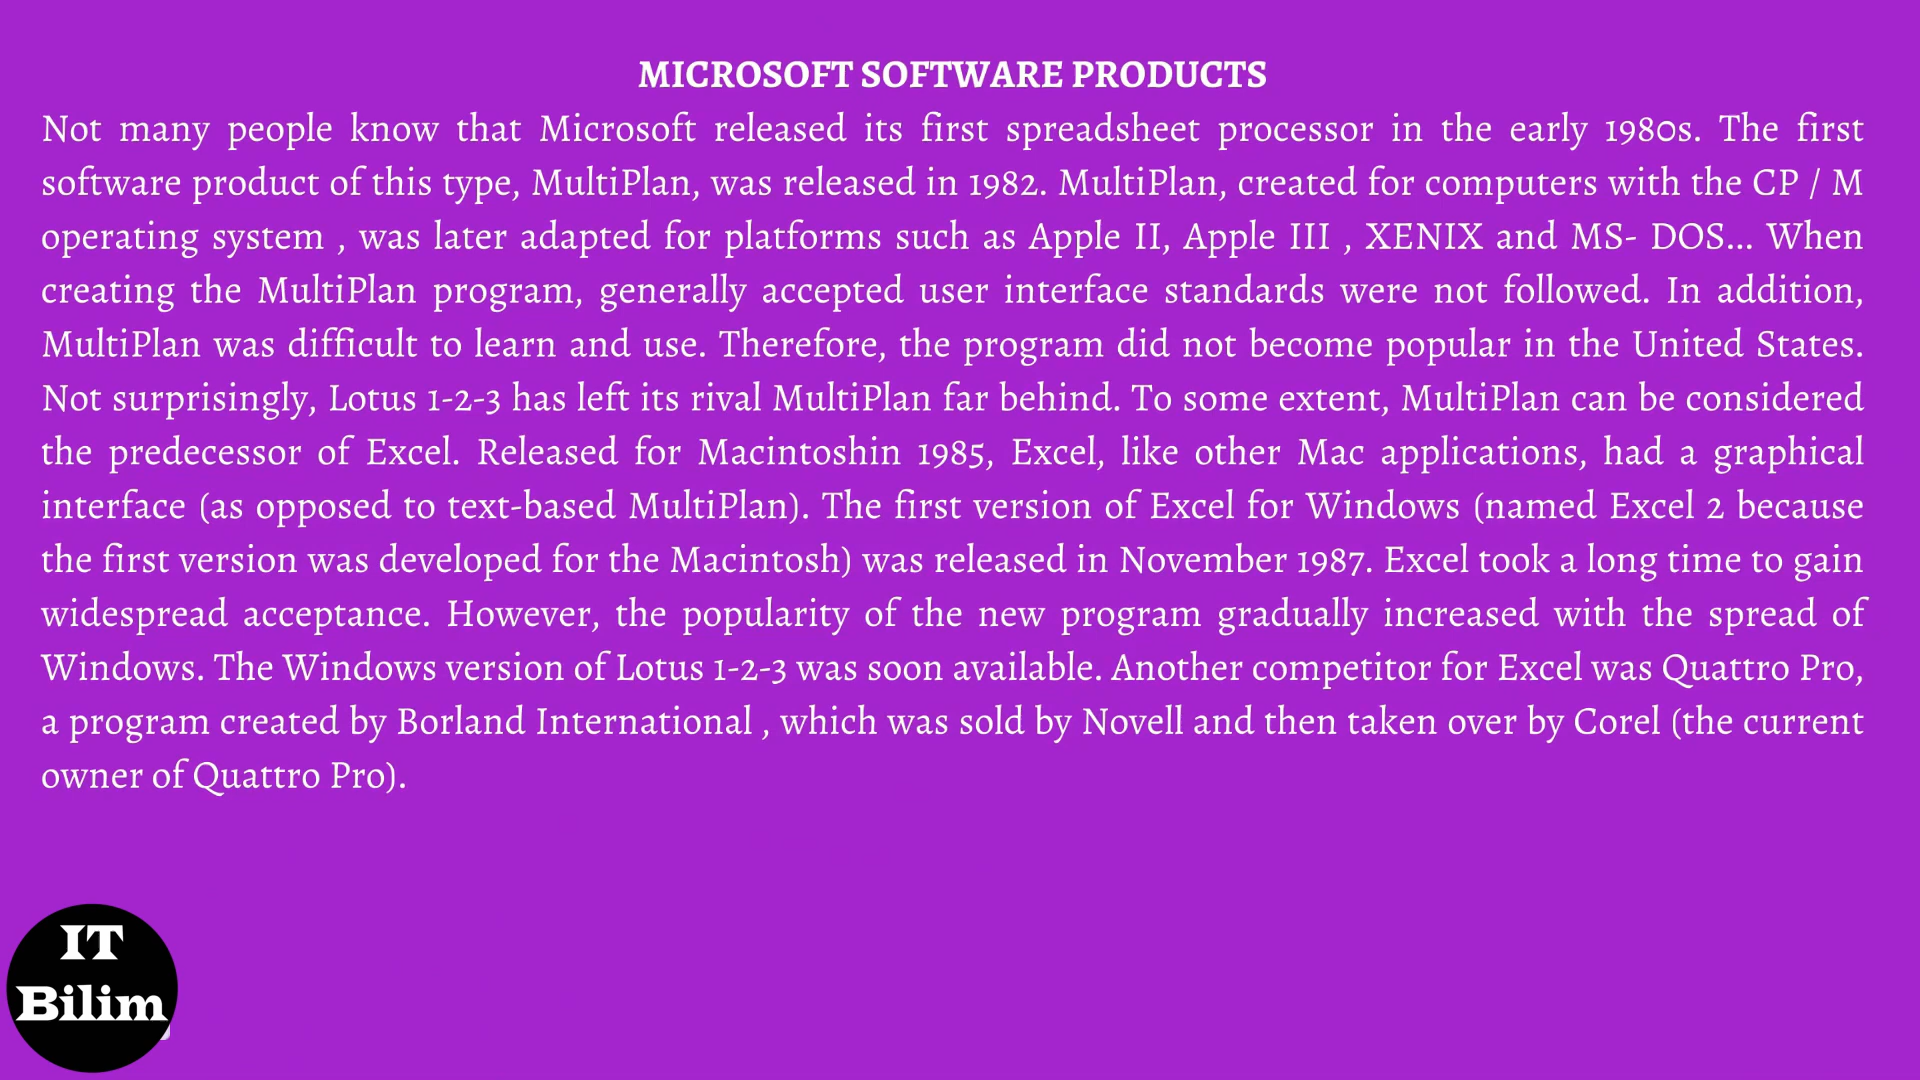 MICROSOFT SOFTWARE PRODUCTS
Not many people know that Microsoft released its first spreadsheet processor in the early 1980s. The first
software product of this type, MultiPlan, was released in 1982. MultiPlan, created for computers with the CP / M
operating system , was later adapted for platforms such as Apple II, Apple III , XENIX and MS- DOS... When
creating the MultiPlan program, generally accepted user interface standards were not followed. In addition,
MultiPlan was difficult to learn and use. Therefore, the program did not become popular in the United States.
Not surprisingly, Lotus 1-2-3 has left its rival MultiPlan far behind. To some extent, MultiPlan can be considered
the predecessor of Excel. Released for Macintoshin 1985, Excel, like other Mac applications, had a graphical
interface (as opposed to text-based MultiPlan). The first version of Excel for Windows (named Excel 2 because
the first version was developed for the Macintosh) was released in November 1987. Excel took a long time to gain
widespread acceptance. However, the popularity of the new program gradually increased with the spread of
Windows. The Windows version of Lotus 1-2-3 was soon available. Another competitor for Excel was Quattro Pro,
a program created by Borland International , which was sold by Novell and then taken over by Corel (the current
owner of Quattro Pro).
IT
Bilim